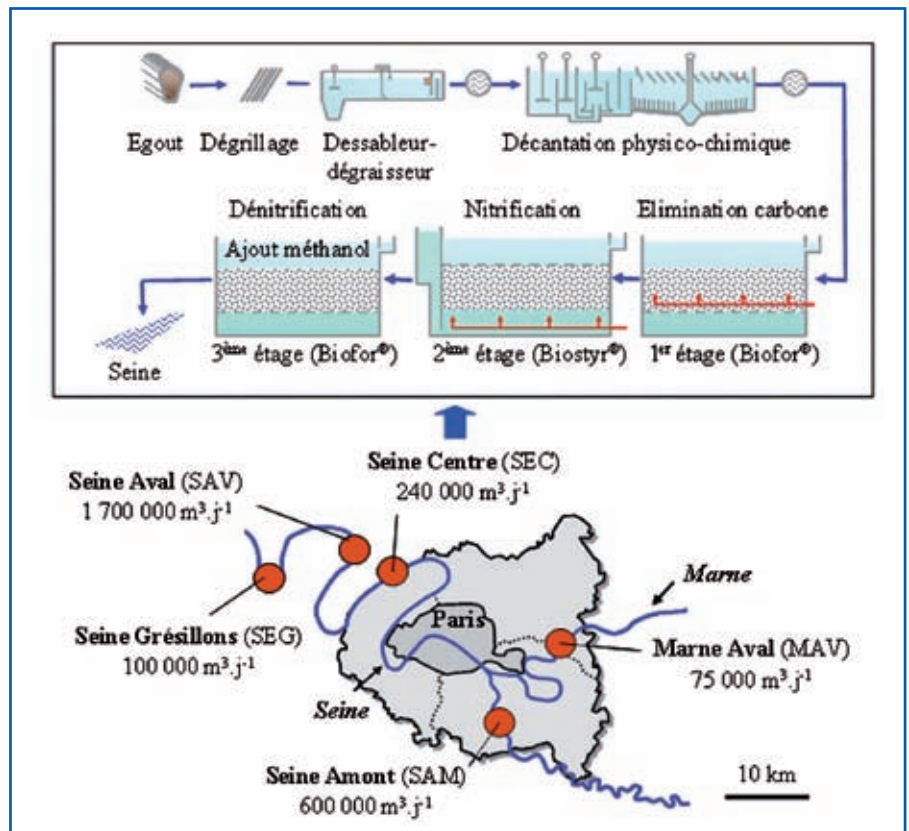 Egout
Dégrillage
Dessableur-
dégraisseur
Décantation physico-chimique
Dénitrification
Nitrification
Elimination carbone
Ajout méthanol
3ème étage (Biofor®)
2ème étage (Biostyr®)
1er étage (Biofor®)
Seine
Seine Centre (SEC)
240 000 m³.j⁻¹
Seine Aval (SAV)
1 700 000 m³.j⁻¹
Marne
Paris
Seine Grésillons (SEG)
100 000 m³.j⁻¹
Marne Aval (MAV)
75 000 m³.j⁻¹
Seine
Seine Amont (SAM)
600 000 m³.j⁻¹
10 km